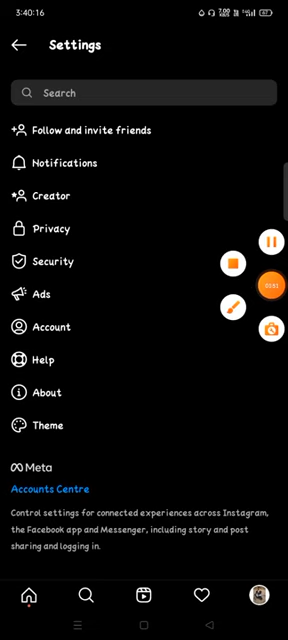 3:40:16
Settings
Search
Follow and invite friends
Notifications
Creator
Privacy
Security
Ads
Account
Help
About
Theme
Meta
Accounts Centre
Control settings for connected experiences across Instagram,
the Facebook app and Messenger, including story and post
sharing and logging in.